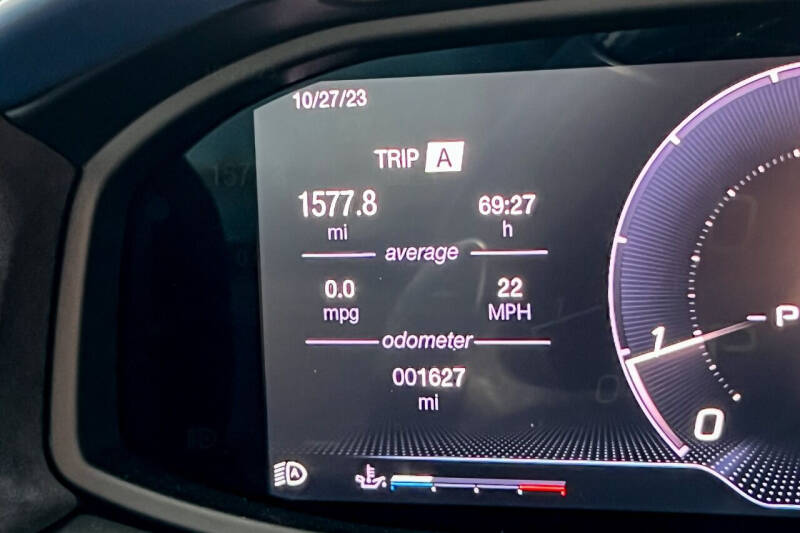 10/27/23
TRIP A
1577.8 69:27
mi h
average
0.0 22
mpg MPH
odometer
001627
mi
P
1
0
A